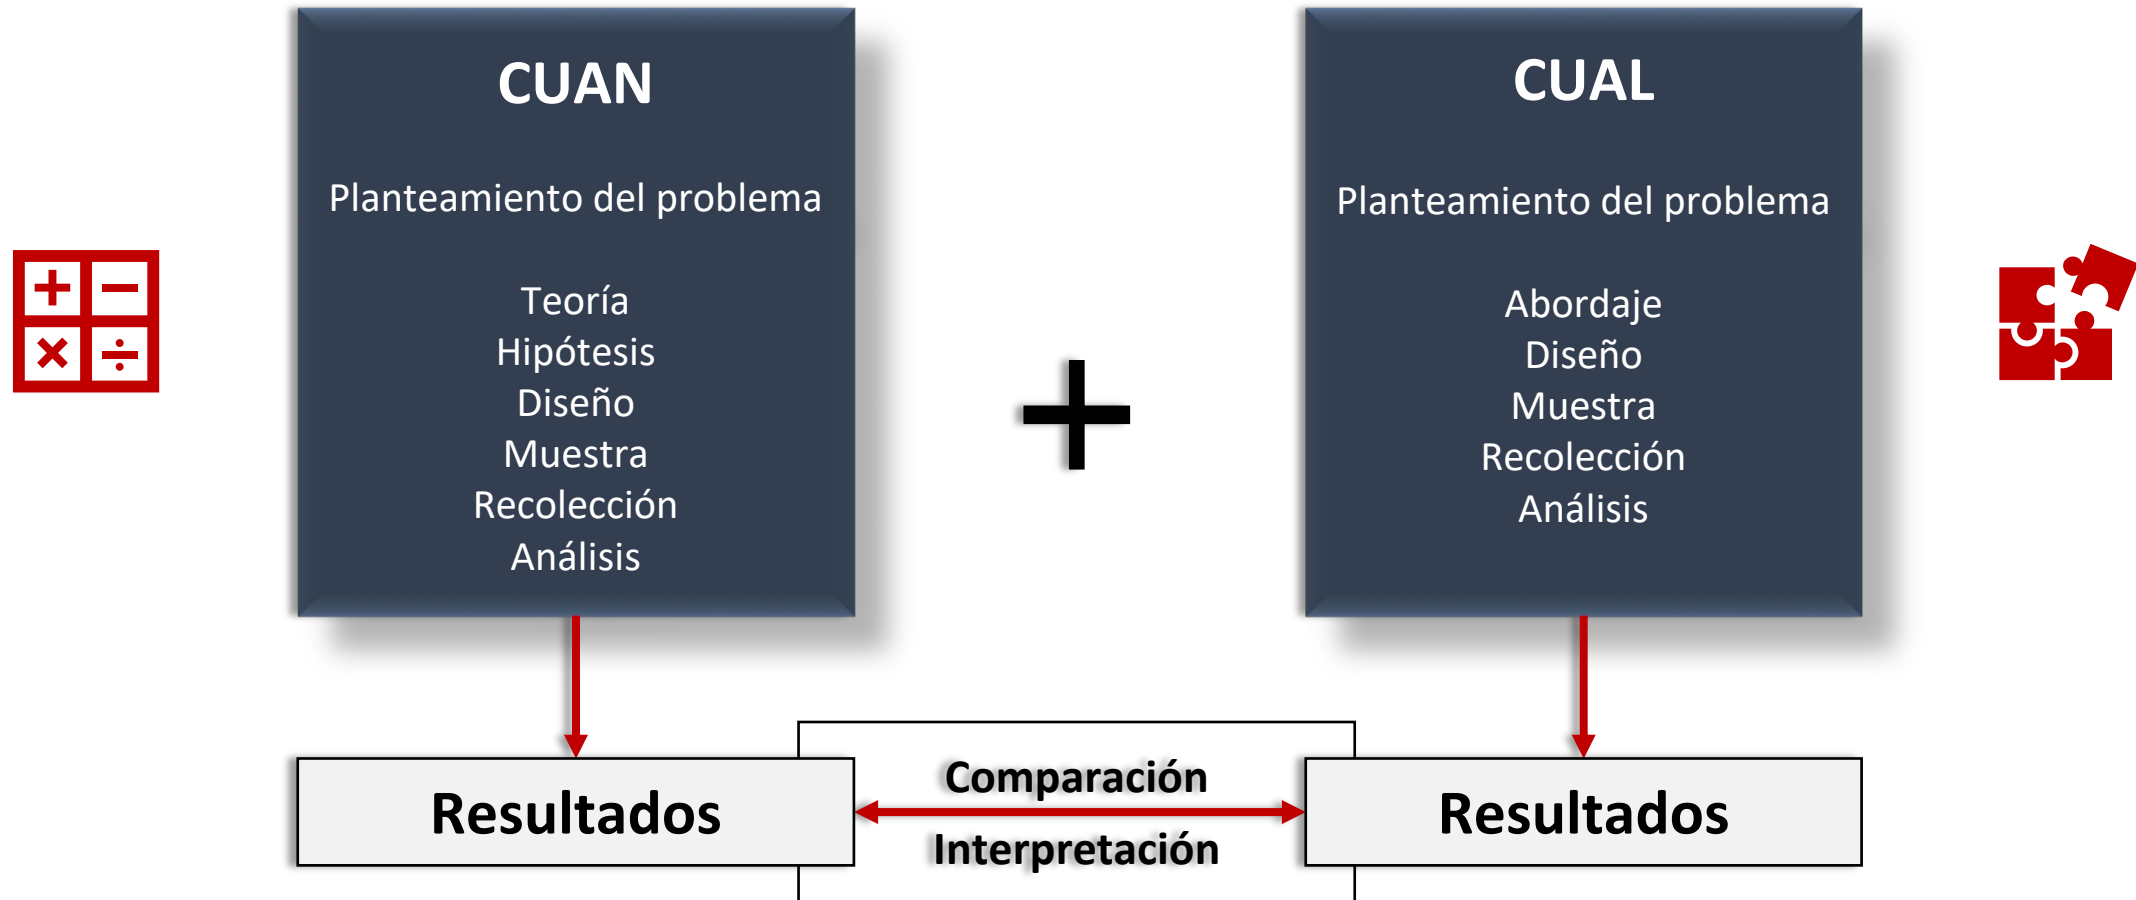 CUAN
Planteamiento del problema
Teoría
Hipótesis
Diseño
Muestra
Recolección
Análisis
+
CUAL
Planteamiento del problema
Abordaje
Diseño
Muestra
Recolección
Análisis
Resultados
Comparación
Interpretación
Resultados